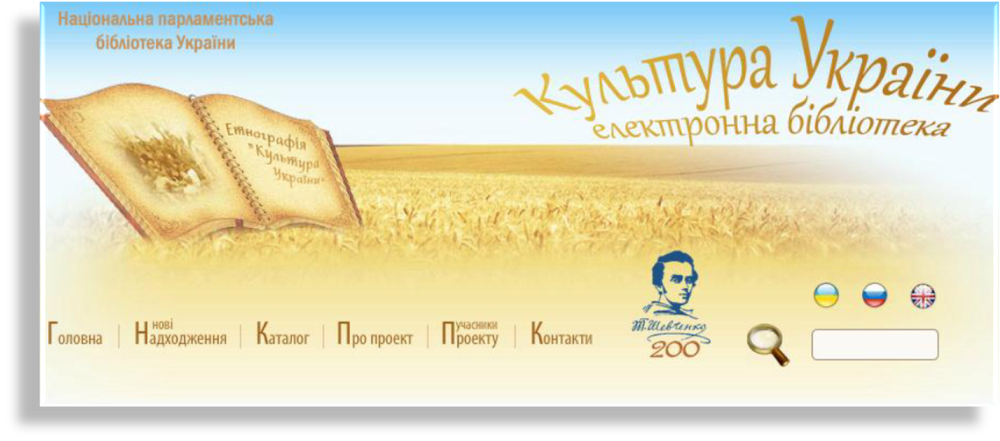 Національна парламентська
бібліотека України
Культура України
електронна бібліотека
Етнографія
"Культура
України"
Головна
нові
Надходження
Каталог
Про проект
учасники
Проекту
Контакти
Т.Шевченко
200